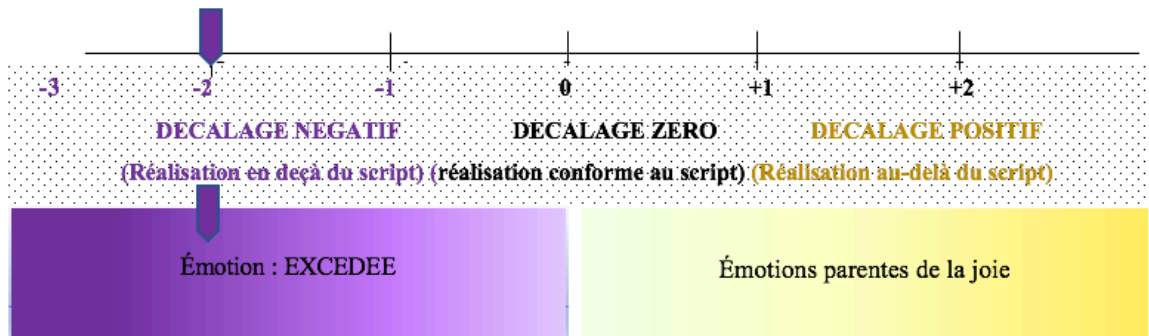 -3 -2 -1 0 +1 +2
DECALAGE NEGATIF DECALAGE ZERO DECALAGE POSITIF
(Réalisation en deçà du script) (réalisation conforme au script) (Réalisation au-delà du script)
Émotion : EXCEDEE Émotions parentes de la joie